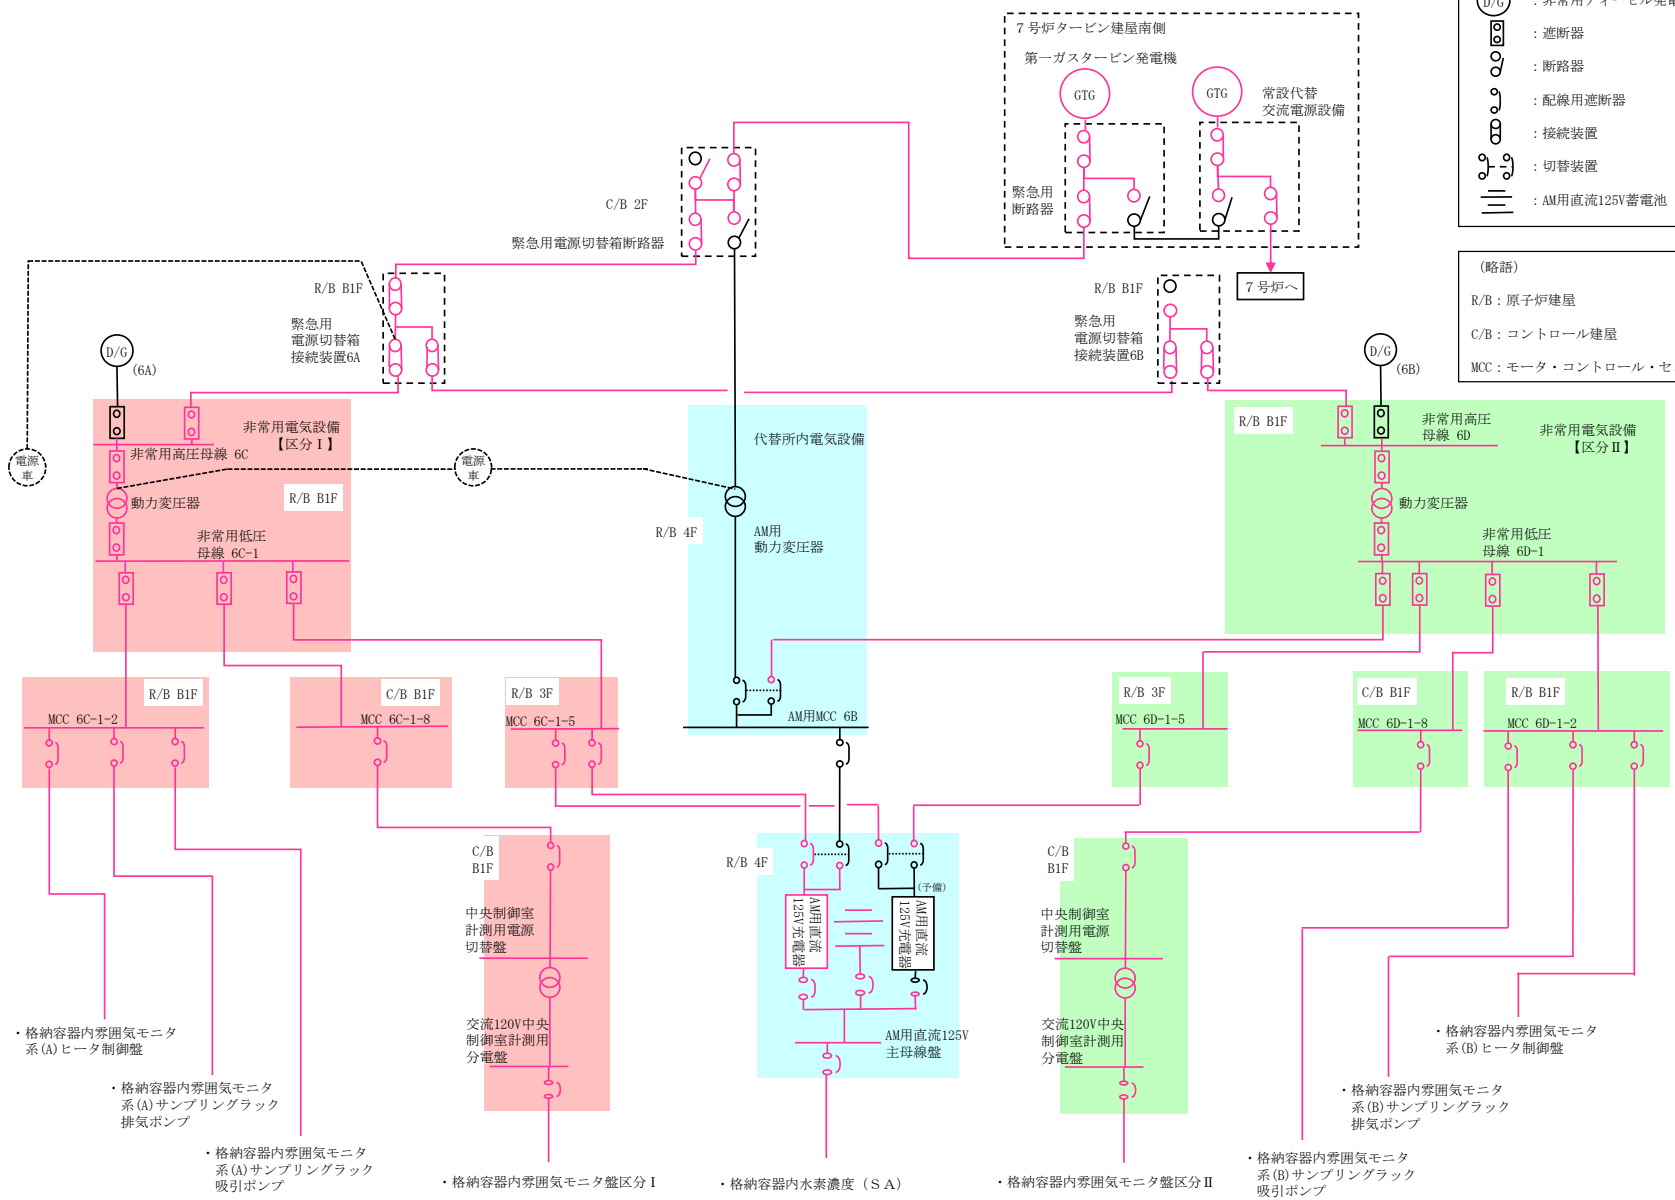 ７号炉タービン建屋南側
第一ガスタービン発電機
GTG
GTG
常設代替
交流電源設備
緊急用
断路器
７号炉へ
D/G
：非常用ディーゼル発電
：遮断器
：断路器
：配線用遮断器
：接続装置
：切替装置
：AM用直流125V蓄電池
（略語）
R/B：原子炉建屋
C/B：コントロール建屋
MCC：モータ・コントロール・セ
C/B 2F
緊急用電源切替箱断路器
R/B B1F
緊急用
電源切替箱
接続装置6A
R/B B1F
緊急用
電源切替箱
接続装置6B
D/G
(6A)
D/G
(6B)
電源
車
電源
車
非常用電気設備
【区分Ⅰ】
非常用高圧母線 6C
R/B B1F
動力変圧器
非常用低圧
母線 6C-1
代替所内電気設備
R/B 4F
AM用
動力変圧器
AM用MCC 6B
R/B B1F
非常用高圧
母線 6D
非常用電気設備
【区分Ⅱ】
動力変圧器
非常用低圧
母線 6D-1
R/B B1F
MCC 6C-1-2
C/B B1F
MCC 6C-1-8
R/B 3F
MCC 6C-1-5
R/B 3F
MCC 6D-1-5
C/B B1F
MCC 6D-1-8
R/B B1F
MCC 6D-1-2
C/B
B1F
中央制御室
計測用電源
切替盤
交流120V中央
制御室計測用
分電盤
R/B 4F
AM用直流
125V充電器
(予備)
AM用直流
125V充電器
AM用直流125V
主母線盤
C/B
B1F
中央制御室
計測用電源
切替盤
交流120V中央
制御室計測用
分電盤
・格納容器内雰囲気モニタ
系(A)ヒータ制御盤
・格納容器内雰囲気モニタ
系(A)サンプリングラック
排気ポンプ
・格納容器内雰囲気モニタ
系(A)サンプリングラック
吸引ポンプ
・格納容器内雰囲気モニタ盤区分Ⅰ
・格納容器内水素濃度（ＳＡ）
・格納容器内雰囲気モニタ盤区分Ⅱ
・格納容器内雰囲気モニタ
系(B)サンプリングラック
吸引ポンプ
・格納容器内雰囲気モニタ
系(B)サンプリングラック
排気ポンプ
・格納容器内雰囲気モニタ
系(B)ヒータ制御盤